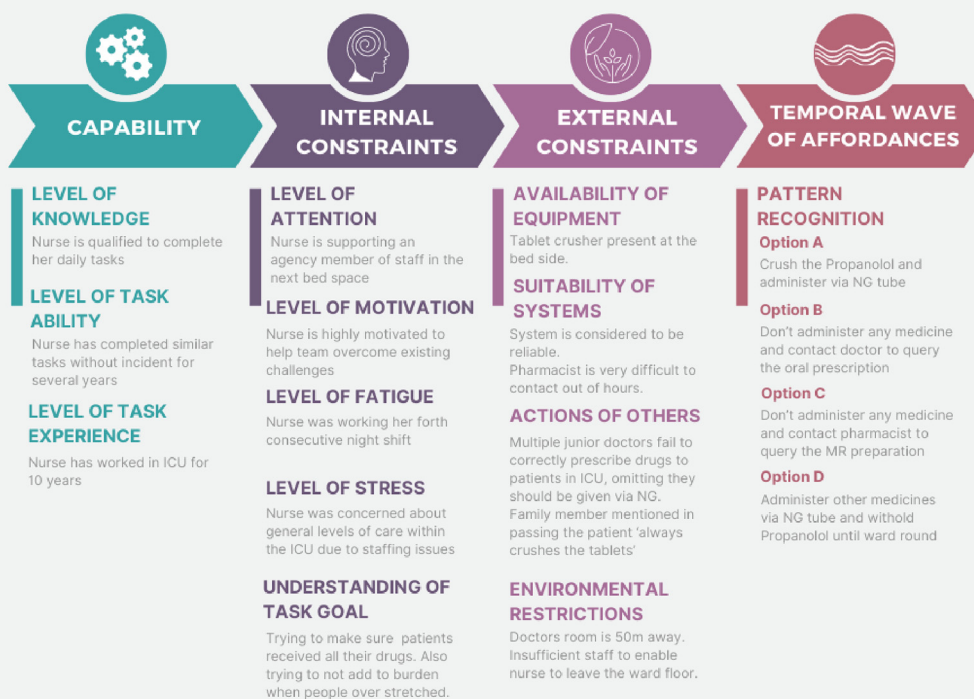 CAPABILITY
LEVEL OF
KNOWLEDGE
Nurse is qualified to complete
her daily tasks
LEVEL OF TASK
ABILITY
Nurse has completed similar
tasks without incident for
several years
LEVEL OF TASK
EXPERIENCE
Nurse has worked in ICU for
10 years
INTERNAL
CONSTRAINTS
LEVEL OF
ATTENTION
Nurse is supporting an
agency member of staff in the
next bed space
LEVEL OF MOTIVATION
Nurse is highly motivated to
help team overcome existing
challenges
LEVEL OF FATIGUE
Nurse was working her forth
consecutive night shift
LEVEL OF STRESS
Nurse was concerned about
general levels of care within
the ICU due to staffing issues
UNDERSTANDING OF
TASK GOAL
Trying to make sure patients
received all their drugs. Also
trying to not add to burden
when people over stretched.
EXTERNAL
CONSTRAINTS
AVAILABILITY OF
EQUIPMENT
Tablet crusher present at the
bed side.
SUITABILITY OF
SYSTEMS
System is considered to be
reliable.
Pharmacist is very difficult to
contact out of hours.
ACTIONS OF OTHERS
Multiple junior doctors fail to
correctly prescribe drugs to
patients in ICU, omitting they
should be given via NG.
Family member mentioned in
passing the patient ‘always
crushes the tablets’
ENVIRONMENTAL
RESTRICTIONS
Doctors room is 50m away.
Insufficient staff to enable
nurse to leave the ward floor.
TEMPORAL WAVE
OF AFFORDANCES
PATTERN
RECOGNITION
Option A
Crush the Propanolol and
administer via NG tube
Option B
Don’t administer any medicine
and contact doctor to query
the oral prescription
Option C
Don’t administer any medicine
and contact pharmacist to
query the MR preparation
Option D
Administer other medicines
via NG tube and withold
Propanolol until ward round